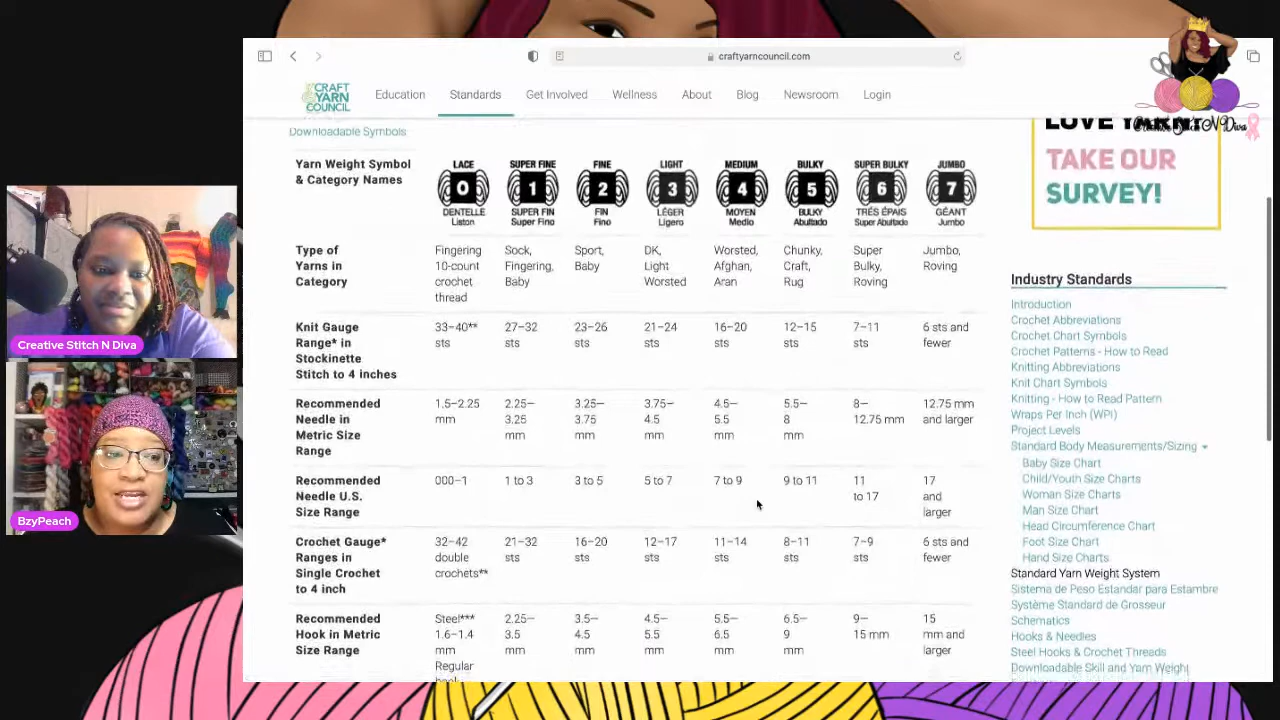 craftyarncouncil.com
CRAFT
YARN
COUNCIL
Education
Standards
Get Involved
Wellness
About
Blog
Newsroom
Login
Creative Stitch N Diva
LOVE YARN?
TAKE OUR
SURVEY!
Downloadable Symbols
Yarn Weight Symbol
& Category Names
LACE
0
DENTELLE
Liston
SUPER FINE
1
SUPER FIN
Super Fino
FINE
2
FIN
Fino
LIGHT
3
LÉGER
Ligero
MEDIUM
4
MOYEN
Medio
BULKY
5
BULKY
Abultado
SUPER BULKY
6
TRÉS ÉPAIS
Super Abultado
JUMBO
7
GÉANT
Jumbo
Type of
Yarns in
Category
Fingering
10-count
crochet
thread
Sock,
Fingering,
Baby
Sport,
Baby
DK,
Light
Worsted
Worsted,
Afghan,
Aran
Chunky,
Craft,
Rug
Super
Bulky,
Roving
Jumbo,
Roving
Knit Gauge
Range* in
Stockinette
Stitch to 4 inches
33–40**
sts
27–32
sts
23–26
sts
21–24
sts
16–20
sts
12–15
sts
7–11
sts
6 sts and
fewer
Recommended
Needle in
Metric Size
Range
1.5–2.25
mm
2.25—
3.25
mm
3.25—
3.75
mm
3.75—
4.5
mm
4.5—
5.5
mm
5.5—
8
mm
8—
12.75 mm
12.75 mm
and larger
Recommended
Needle U.S.
Size Range
000–1
1 to 3
3 to 5
5 to 7
7 to 9
9 to 11
11
to 17
17
and
larger
Crochet Gauge*
Ranges in
Single Crochet
to 4 inch
32–42
double
crochets**
21–32
sts
16–20
sts
12–17
sts
11–14
sts
8–11
sts
7–9
sts
6 sts and
fewer
Recommended
Hook in Metric
Size Range
Steel***
1.6–1.4
mm
Regular
2.25—
3.5
mm
3.5—
4.5
mm
4.5—
5.5
mm
5.5—
6.5
mm
6.5—
9
mm
9—
15 mm
15
mm and
larger
Industry Standards
Introduction
Crochet Abbreviations
Crochet Chart Symbols
Crochet Patterns - How to Read
Knitting Abbreviations
Knit Chart Symbols
Knitting - How to Read Pattern
Wraps Per Inch (WPI)
Project Levels
Standard Body Measurements/Sizing
Baby Size Chart
Child/Youth Size Charts
Woman Size Charts
Man Size Chart
Head Circumference Chart
Foot Size Chart
Hand Size Charts
Standard Yarn Weight System
Sistema de Peso Estandar para Estambre
Système Standard de Grosseur
Schematics
Hooks & Needles
Steel Hooks & Crochet Threads
Downloadable Skill and Yarn Weight
Creative Stitch N Diva
BzyPeach